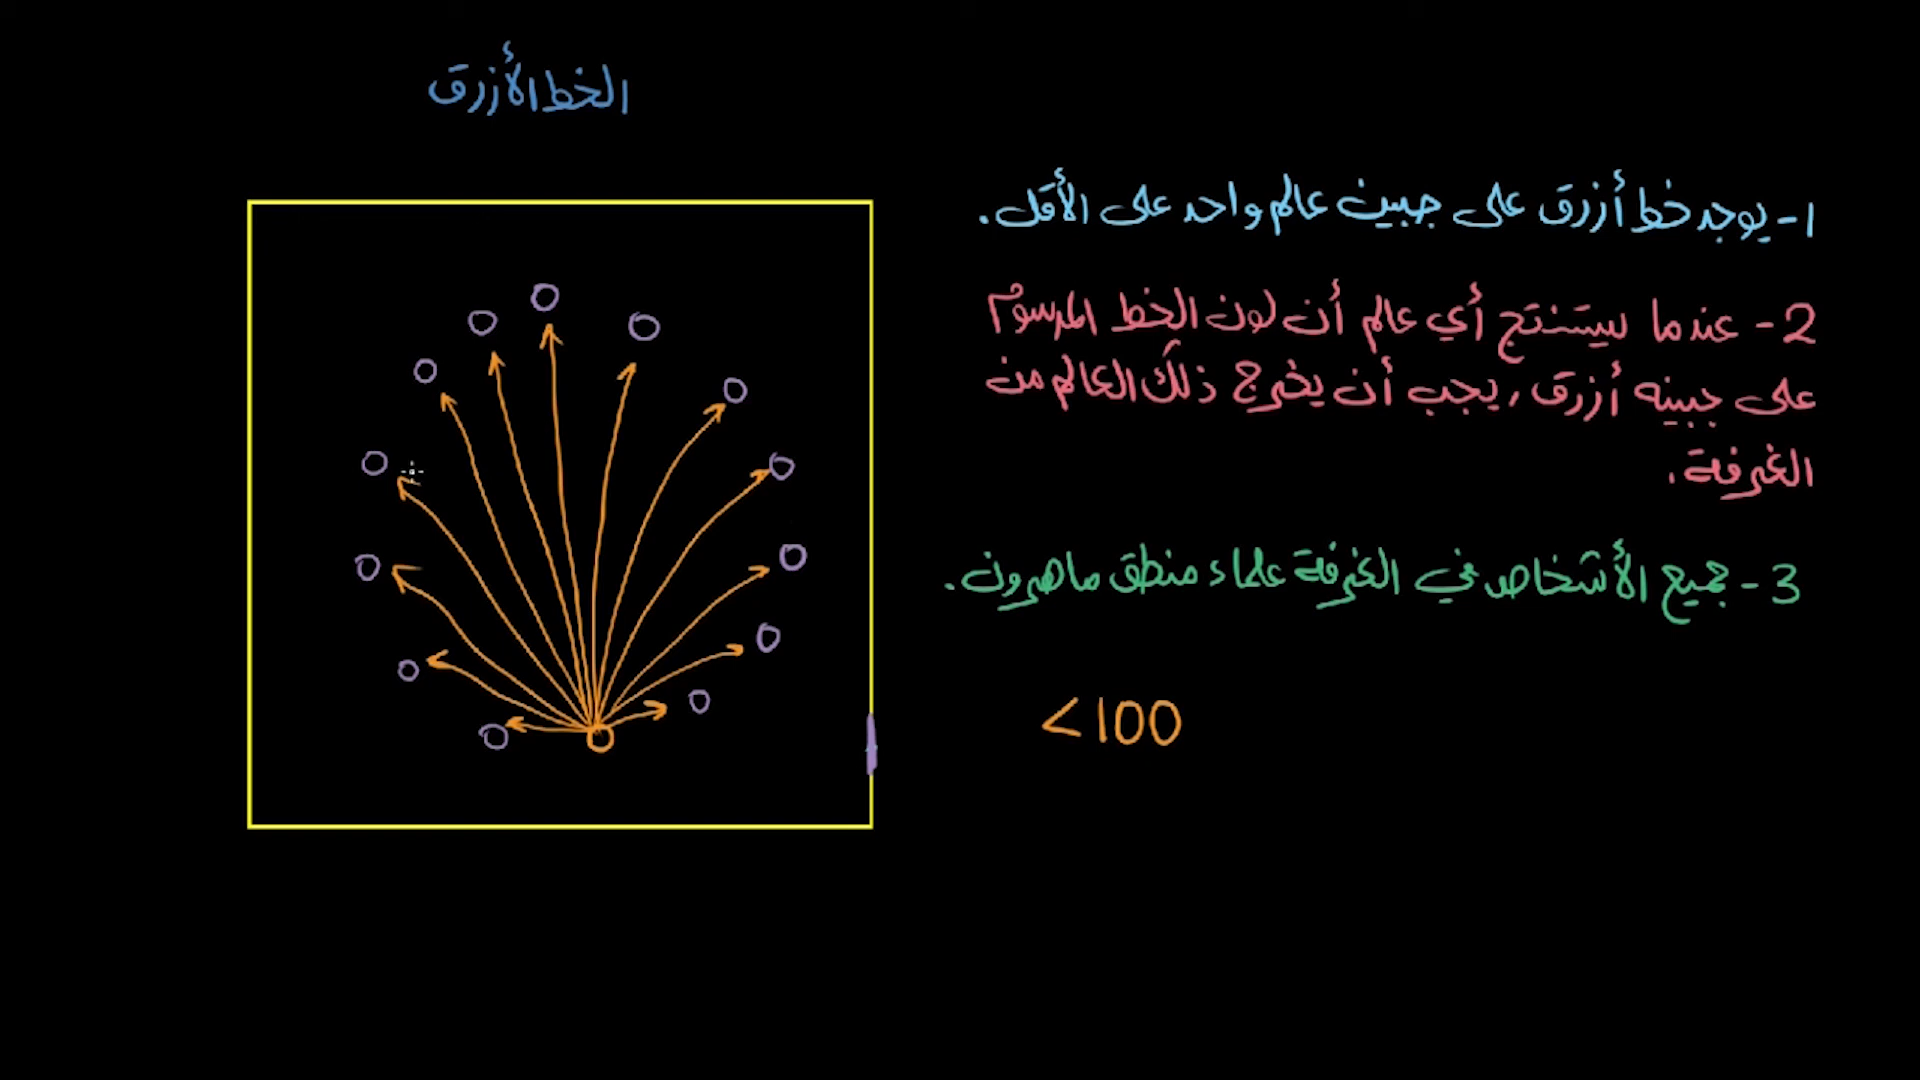 الخط الأزرق
1- يوجد خط أزرق على جبين عالم واحد على الأقل.
2- عندما يستنتج أي عالم أن لون الخط المرسوم
على جبينه أزرق, يجب أن يخرج ذلك العالم من
الغرفة.
3- جميع الأشخاص في الغرفة علماء منطق ماهرون.
<100